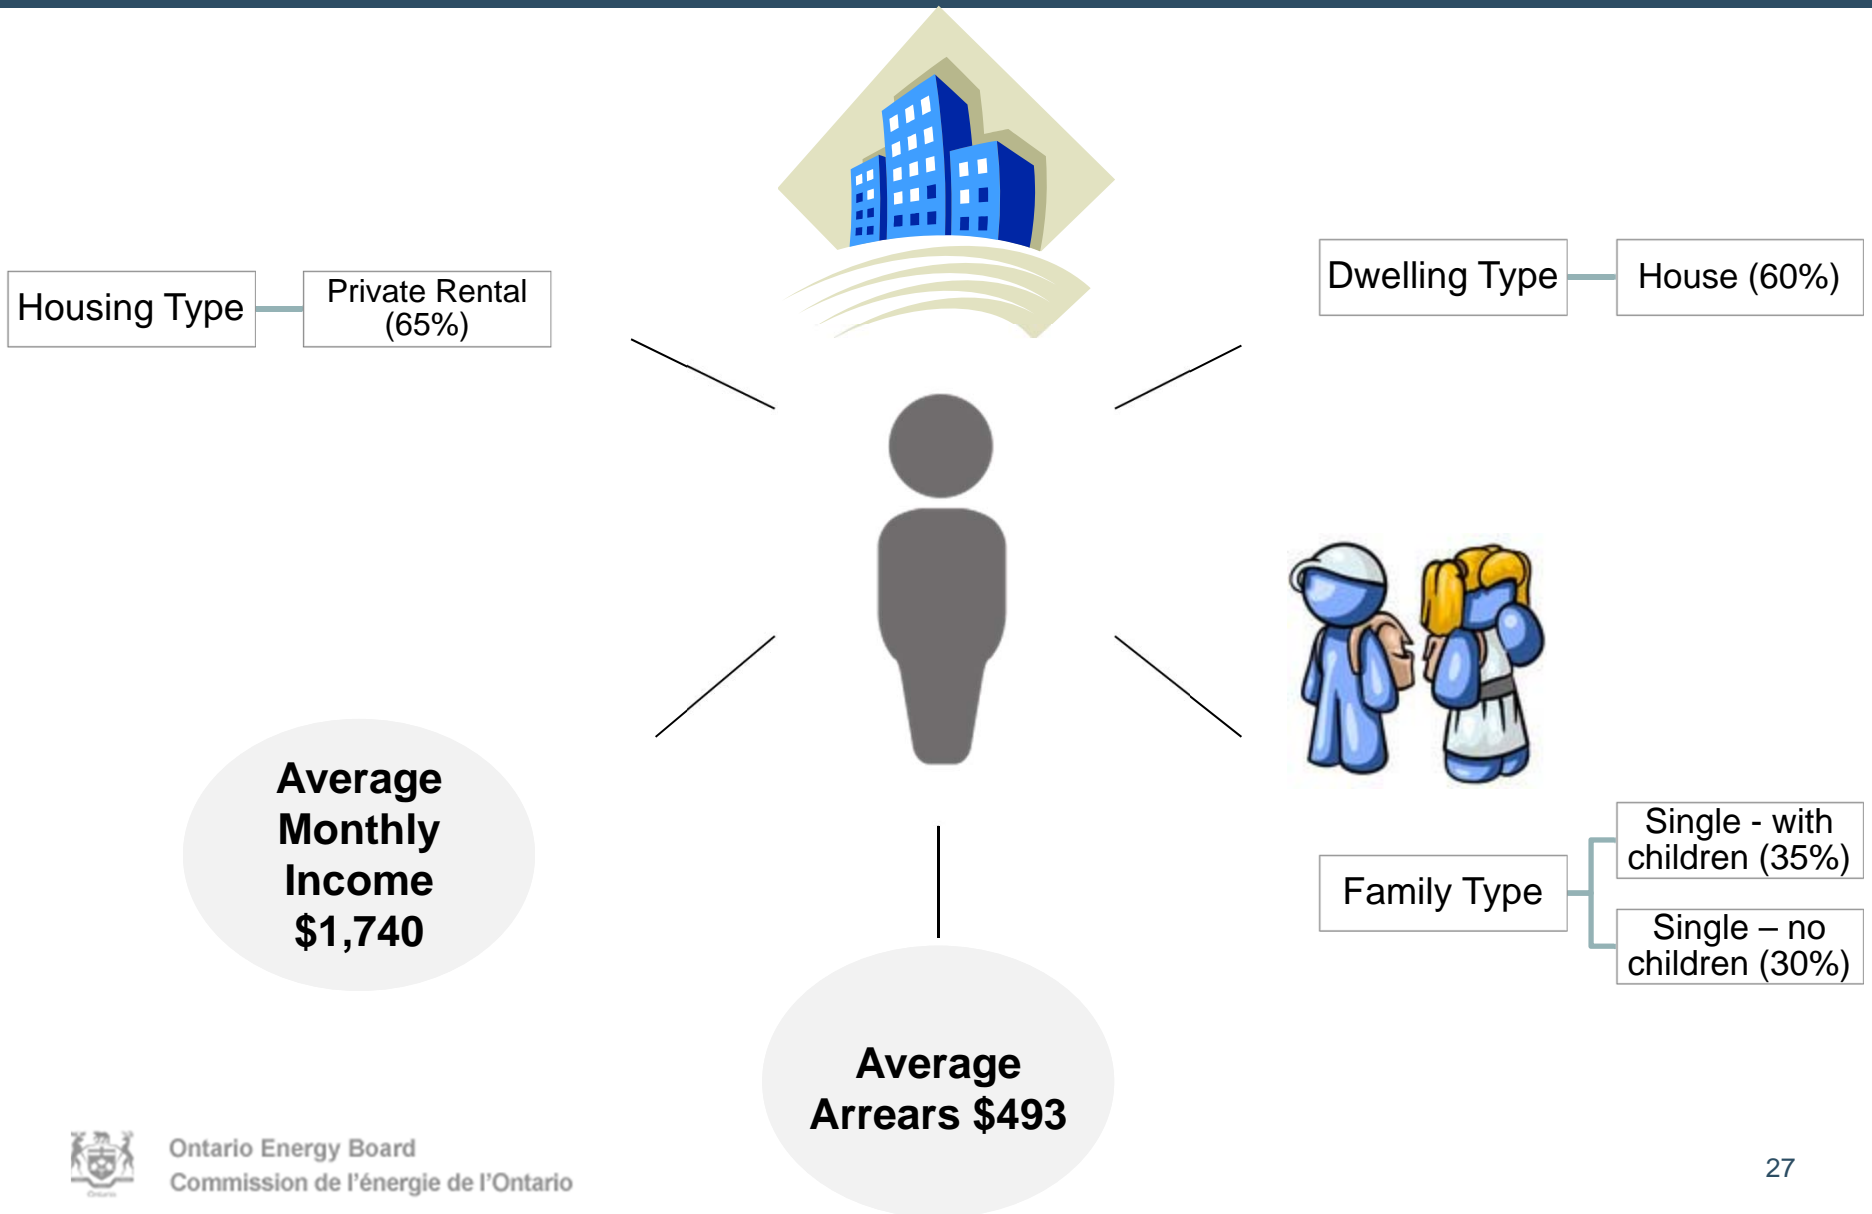 Housing Type
Private Rental
(65%)
Dwelling Type
House (60%)
Average
Monthly
Income
$1,740
Average
Arrears $493
Family Type
Single - with
children (35%)
Single – no
children (30%)
Ontario Energy Board
Commission de l'énergie de l'Ontario
27